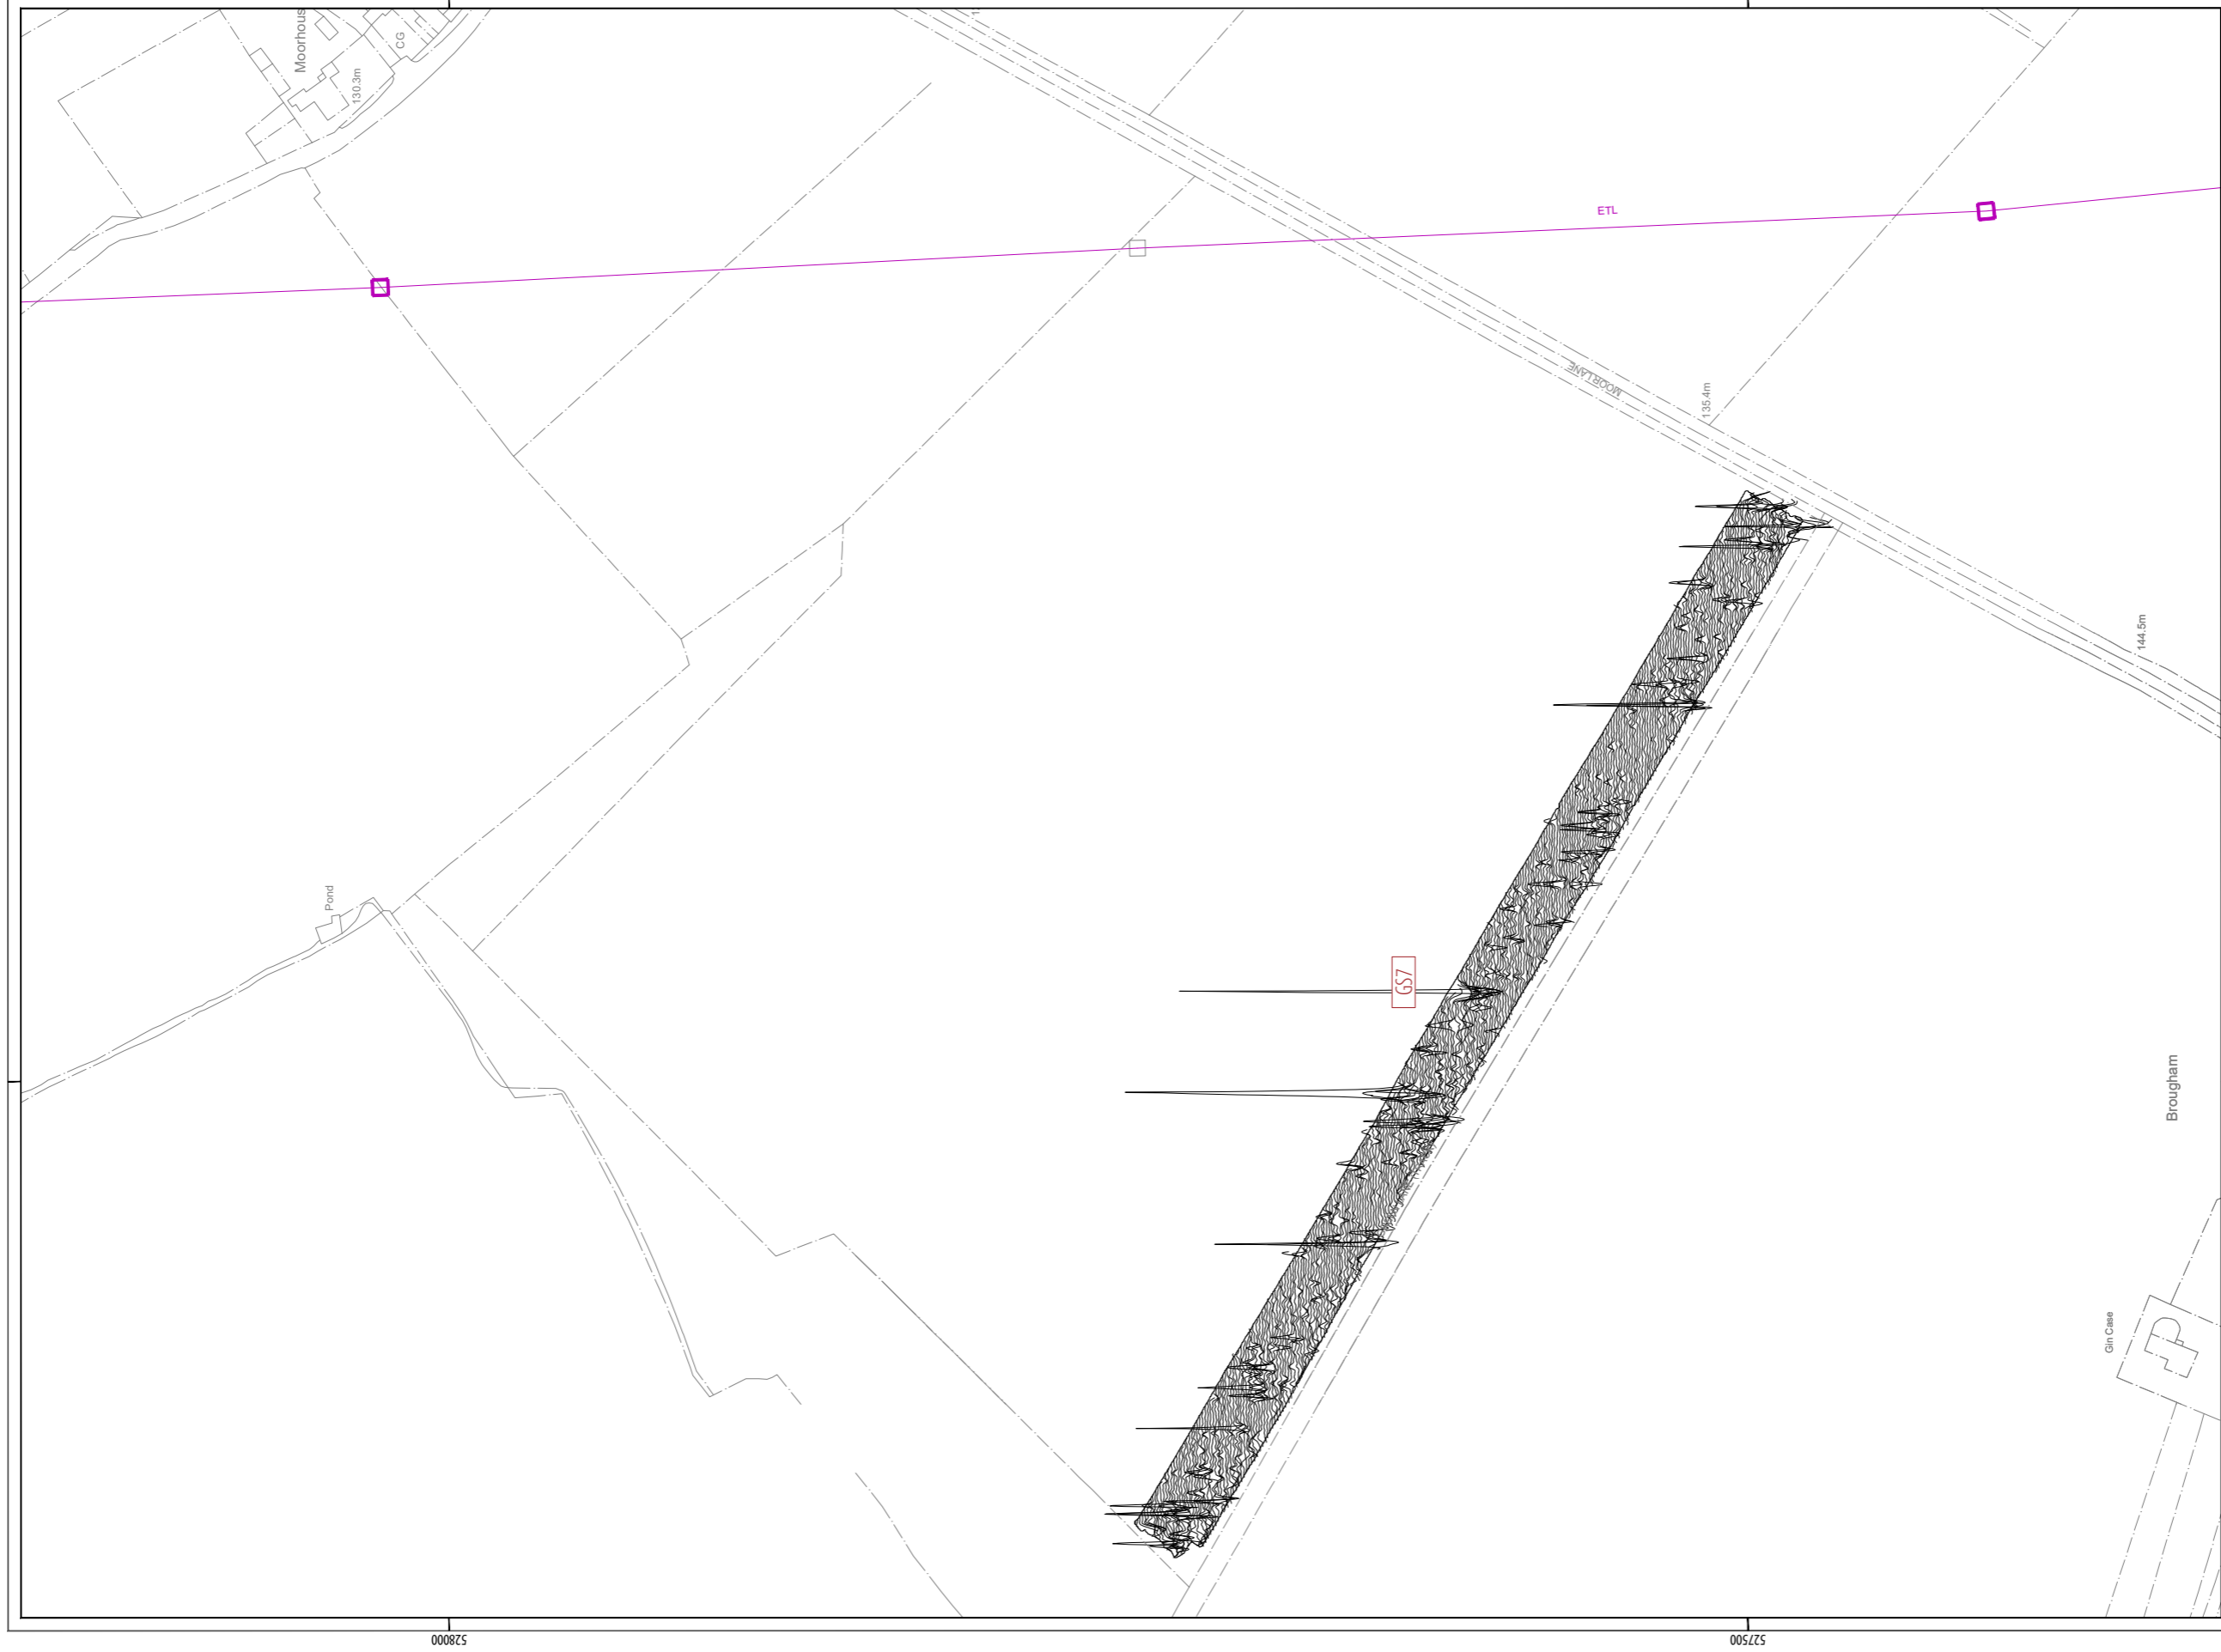 Moorhous
CG
130.3m
ETL
MOOR LANE
135.4m
144.5m
Pond
GS7
Brougham
Gin Case
528000
527500